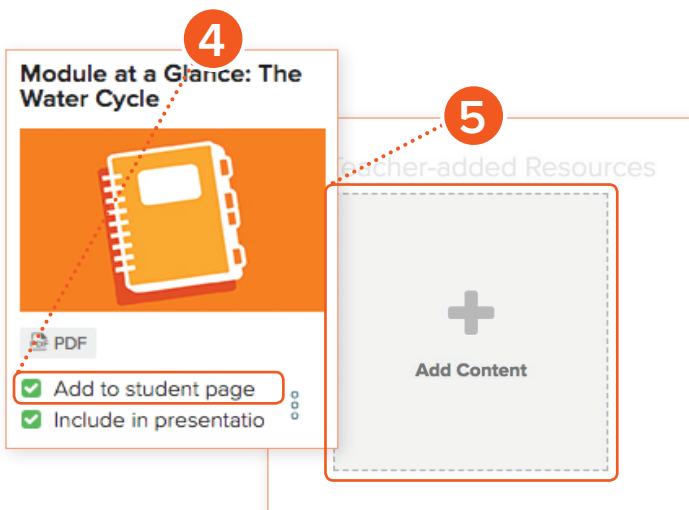 4
Module at a Glance: The
Water Cycle
PDF
Add to student page
Include in presentatio
5
Teacher-added Resources
Add Content